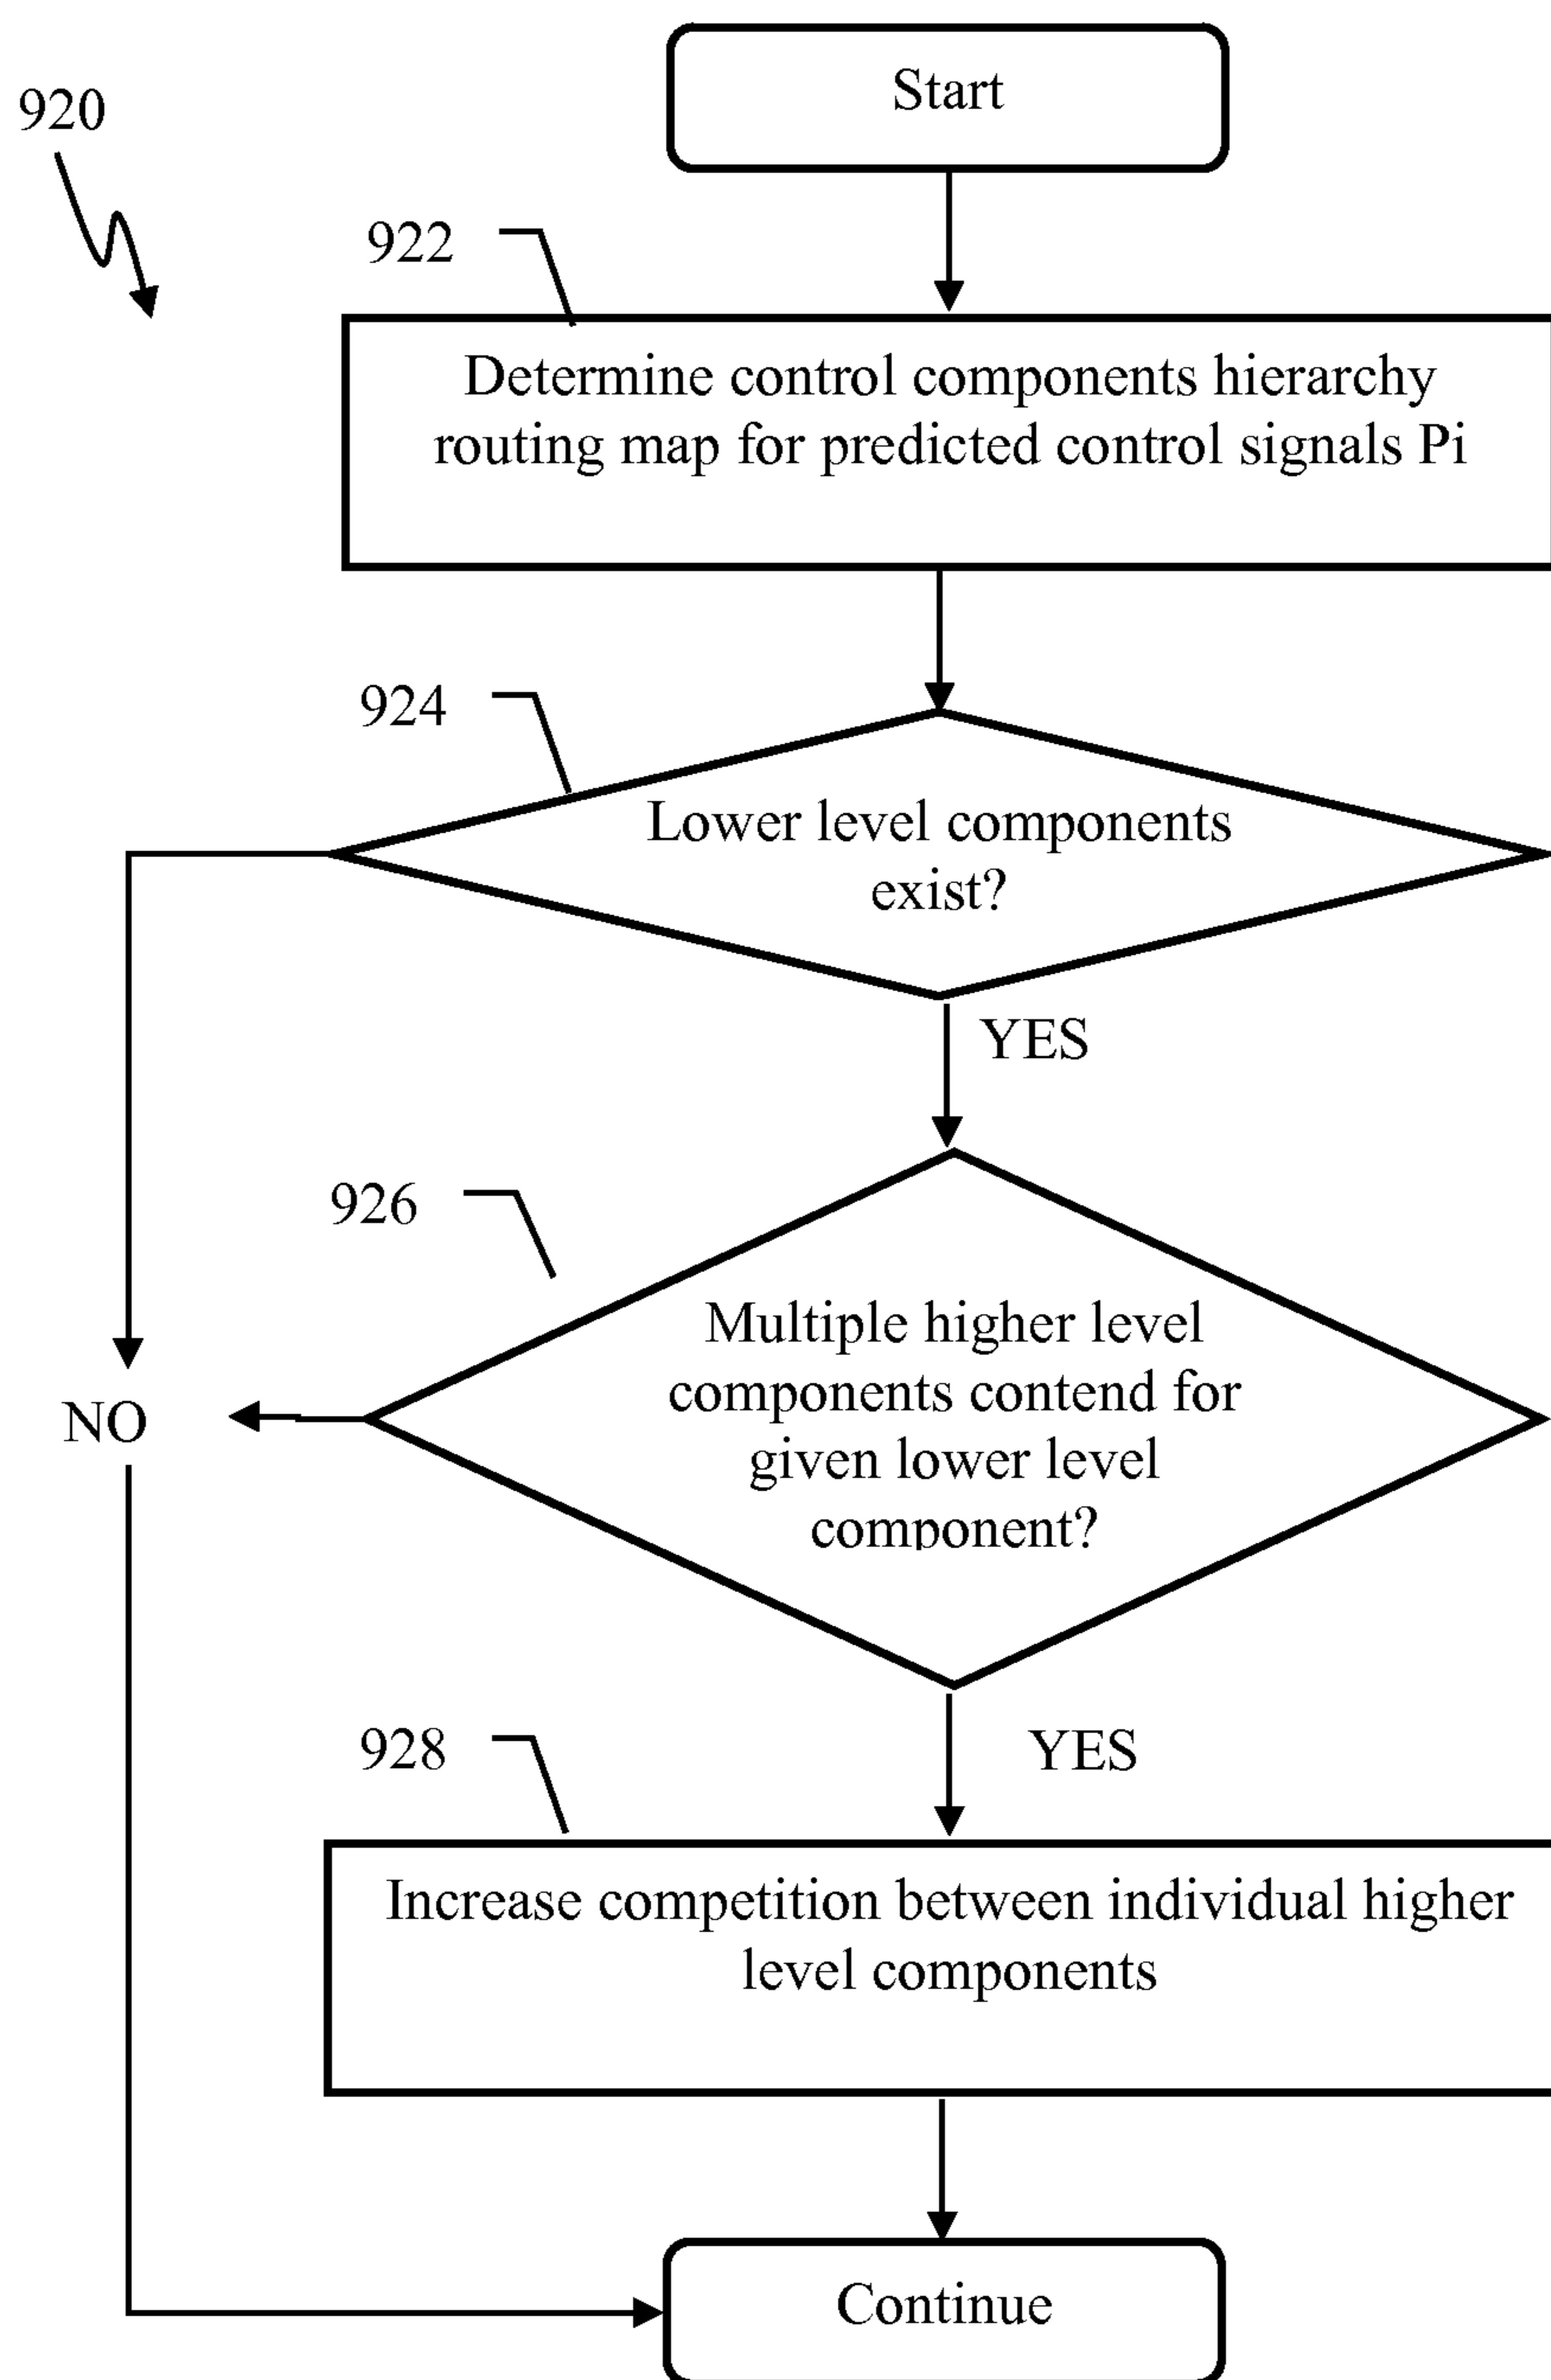 920
Start
922
Determine control components hierarchy
routing map for predicted control signals Pi
924
Lower level components
exist?
YES
926
Multiple higher level
components contend for
given lower level
component?
NO
YES
928
Increase competition between individual higher
level components
Continue